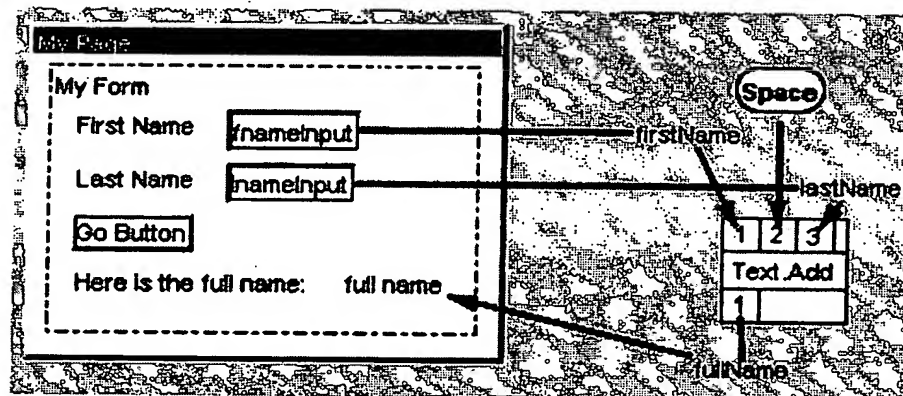 My Page
My Form
First Name fnameInput
Last Name lnameInput
Go Button
Here is the full name: full name
Space
firstName
lastName
1 2 3
Text.Add
1
fullName